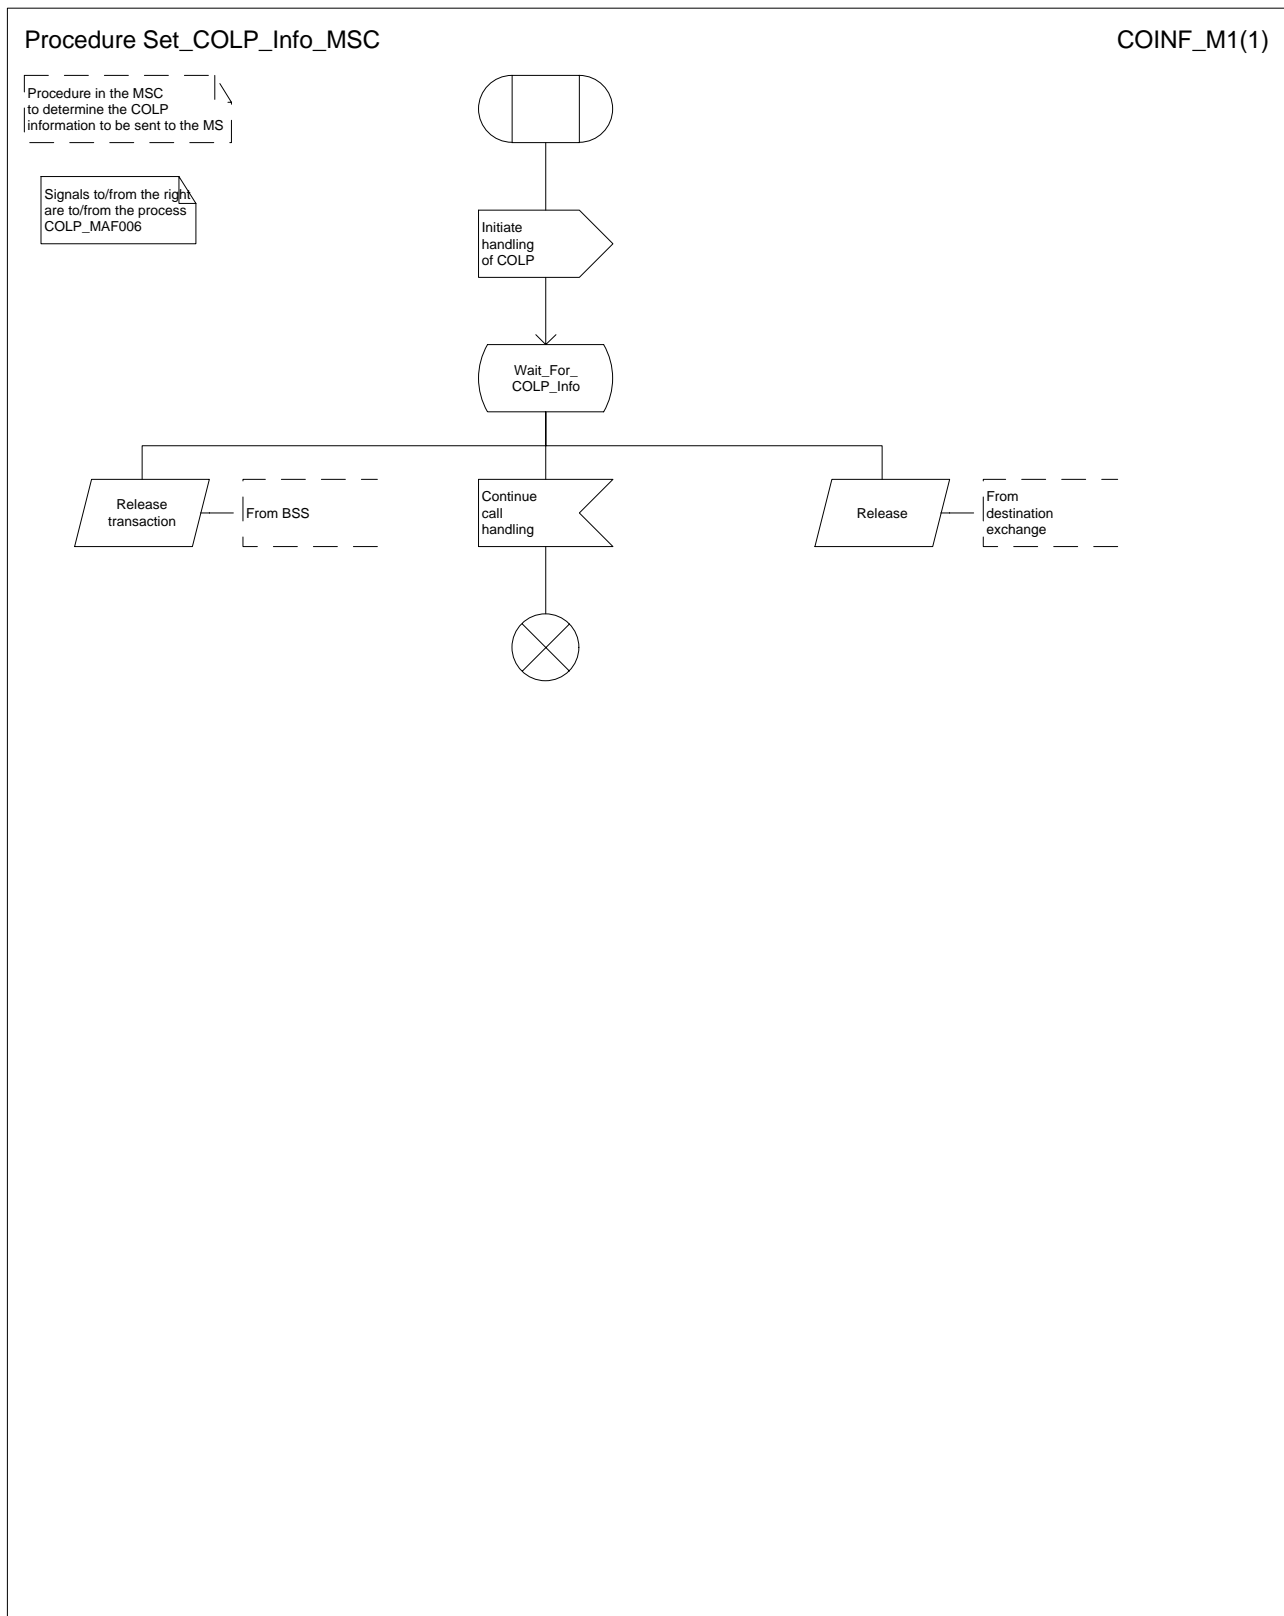 Procedure Set_COLP_Info_MSC
COINF_M1(1)
Procedure in the MSC
to determine the COLP
information to be sent to the MS
Signals to/from the right
are to/from the process
COLP_MAF006
Initiate
handling
of COLP
Wait_For_
COLP_Info
Release
transaction
From BSS
Continue
call
handling
Release
From
destination
exchange